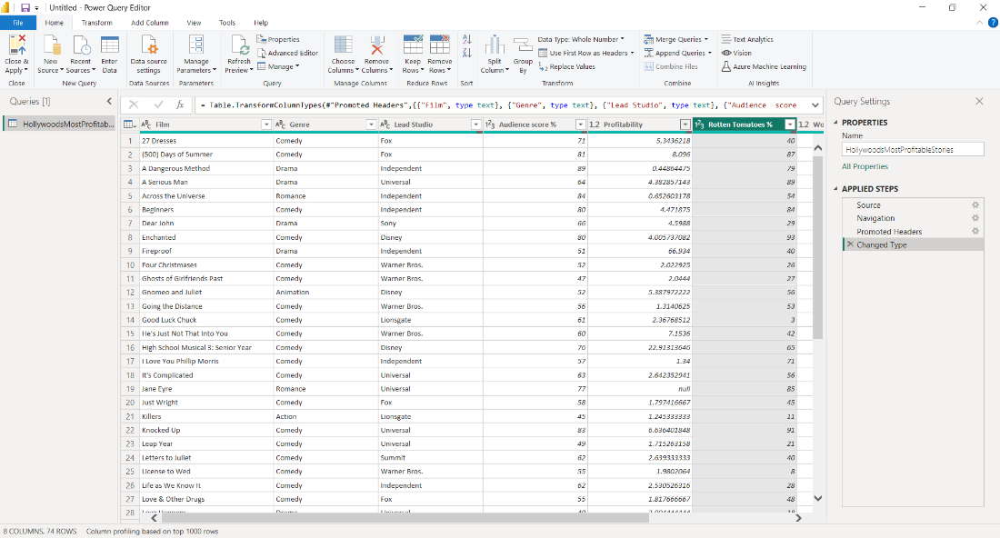 Untitled - Power Query Editor
File Home Transform Add Column View Tools Help
Close & Apply
New Source
Recent Sources
Enter Data
Data source settings
Manage Parameters
Refresh Preview
Properties
Advanced Editor
Manage
Choose Columns
Remove Columns
Keep Rows
Remove Rows
Split Column
Group By
Data Type: Whole Number
Use First Row as Headers
Replace Values
Merge Queries
Append Queries
Combine Files
Text Analytics
Vision
Azure Machine Learning
Close New Query Data Sources Parameters Query Manage Columns Reduce Rows Sort Transform Combine AI Insights
Queries [1]
HollywoodsMostProfitab...
= Table.TransformColumnTypes(#"Promoted Headers",{{"Film", type text}, {"Genre", type text}, {"Lead Studio", type text}, {"Audience score
Film Genre Lead Studio Audience score % Profitability Rotten Tomatoes % Wo
1 27 Dresses Comedy Fox 71 5.3436218 40
2 (500) Days of Summer Comedy Fox 81 8.096 87
3 A Dangerous Method Drama Independent 89 0.44864475 79
4 A Serious Man Drama Universal 64 4.382857143 89
5 Across the Universe Romance Independent 84 0.652603178 54
6 Beginners Comedy Independent 80 4.471875 84
7 Dear John Drama Sony 66 4.5988 29
8 Enchanted Comedy Disney 80 4.005737082 93
9 Fireproof Drama Independent 51 66.934 40
10 Four Christmases Comedy Warner Bros. 52 2.022925 26
11 Ghosts of Girlfriends Past Comedy Warner Bros. 47 2.0444 27
12 Gnomeo and Juliet Animation Disney 52 5.387972222 56
13 Going the Distance Comedy Warner Bros. 56 1.3140625 53
14 Good Luck Chuck Comedy Lionsgate 61 2.36768512 3
15 He's Just Not That Into You Comedy Warner Bros. 60 7.1536 42
16 High School Musical 3: Senior Year Comedy Disney 76 22.91313646 65
17 I Love You Phillip Morris Comedy Independent 57 1.34 71
18 It's Complicated Comedy Universal 63 2.642352941 56
19 Jane Eyre Romance Universal 77 null 85
20 Just Wright Comedy Fox 58 1.797416667 45
21 Killers Action Lionsgate 45 1.245333333 11
22 Knocked Up Comedy Universal 83 6.636401848 91
23 Leap Year Comedy Universal 49 1.715263158 21
24 Letters to Juliet Comedy Summit 62 2.639333333 40
25 License to Wed Comedy Warner Bros. 55 1.9802064 8
26 Life as We Know It Comedy Independent 62 2.530526316 28
27 Love & Other Drugs Comedy Fox 55 1.817666667 48
28
Query Settings
PROPERTIES
Name
HollywoodsMostProfitableStories
All Properties
APPLIED STEPS
Source
Navigation
Promoted Headers
Changed Type
8 COLUMNS, 74 ROWS Column profiling based on top 1000 rows